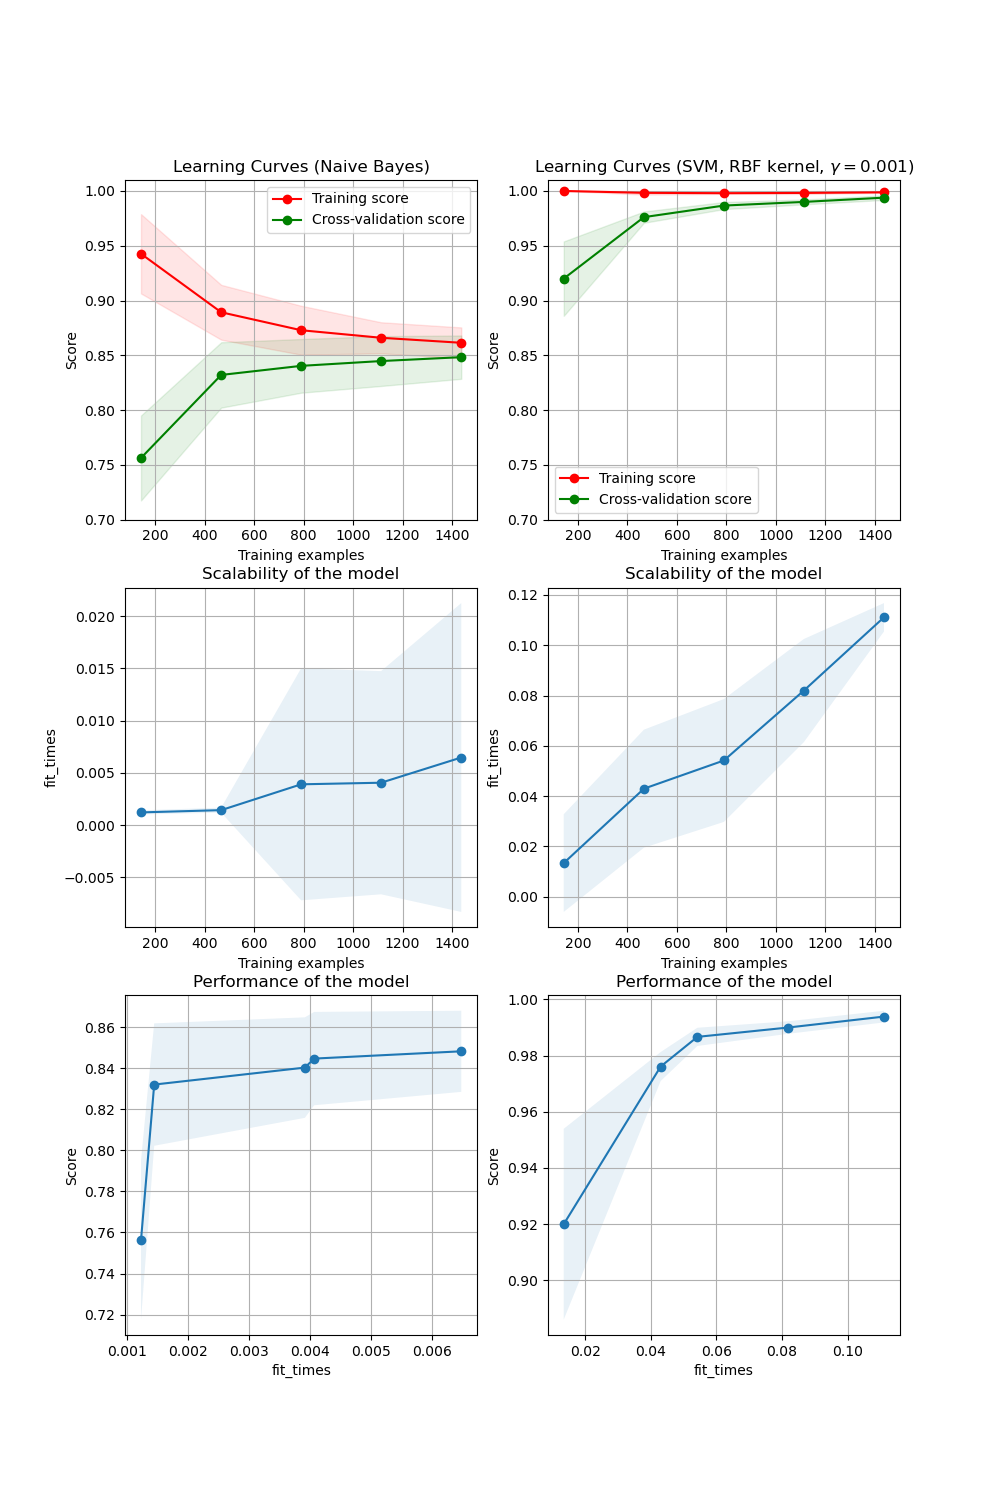 Learning Curves (Naive Bayes)
1.00
0.95
0.90
0.85
0.80
0.75
0.70
Score
Training score
Cross-validation score
200 400 600 800 1000 1200 1400
Training examples
Learning Curves (SVM, RBF kernel, γ = 0.001)
1.00
0.95
0.90
0.85
0.80
0.75
0.70
Score
Training score
Cross-validation score
200 400 600 800 1000 1200 1400
Training examples
Scalability of the model
0.020
0.015
0.010
0.005
0.000
−0.005
fit_times
200 400 600 800 1000 1200 1400
Training examples
Scalability of the model
0.12
0.10
0.08
0.06
0.04
0.02
0.00
fit_times
200 400 600 800 1000 1200 1400
Training examples
Performance of the model
0.86
0.84
0.82
0.80
0.78
0.76
0.74
0.72
Score
0.001 0.002 0.003 0.004 0.005 0.006
fit_times
Performance of the model
1.00
0.98
0.96
0.94
0.92
0.90
Score
0.02 0.04 0.06 0.08 0.10
fit_times